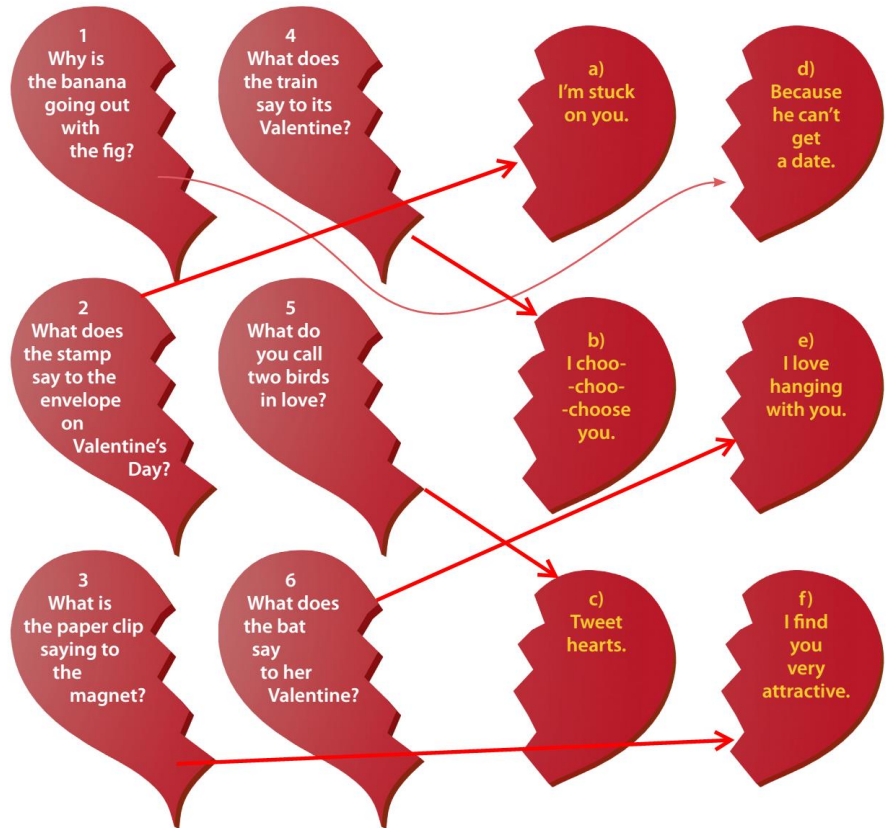 1
Why is
the banana
going out
with
the fig?
4
What does
the train
say to its
Valentine?
a)
I'm stuck
on you.
d)
Because
he can't
get
a date.
2
What does
the stamp
say to the
envelope
on
Valentine's
Day?
5
What do
you call
two birds
in love?
b)
I choo-
-choo-
-choose
you.
e)
I love
hanging
with you.
3
What is
the paper clip
saying to
the
magnet?
6
What does
the bat
say
to her
Valentine?
c)
Tweet
hearts.
f)
I find
you
very
attractive.